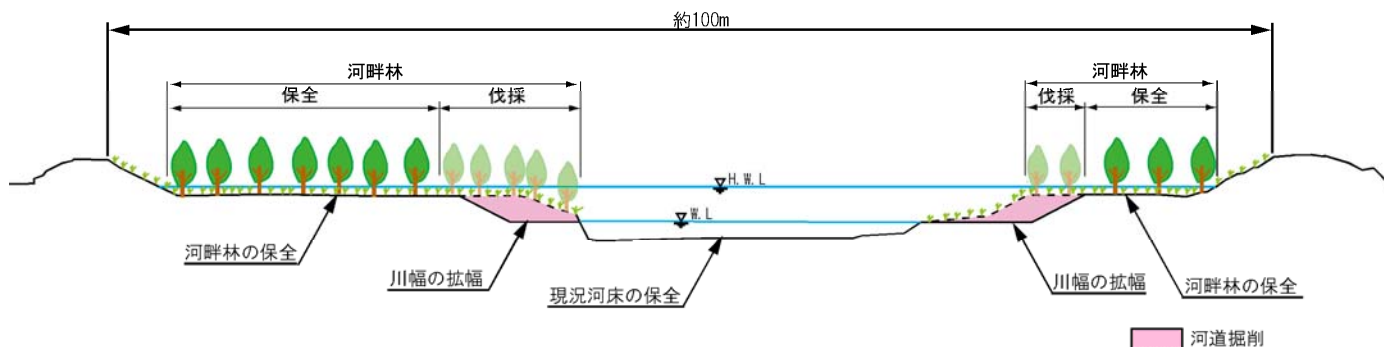 約100m
河畔林
河畔林
保全
伐採
伐採
保全
H.W.L
W.L
河畔林の保全
川幅の拡幅
現況河床の保全
川幅の拡幅
河畔林の保全
河道掘削